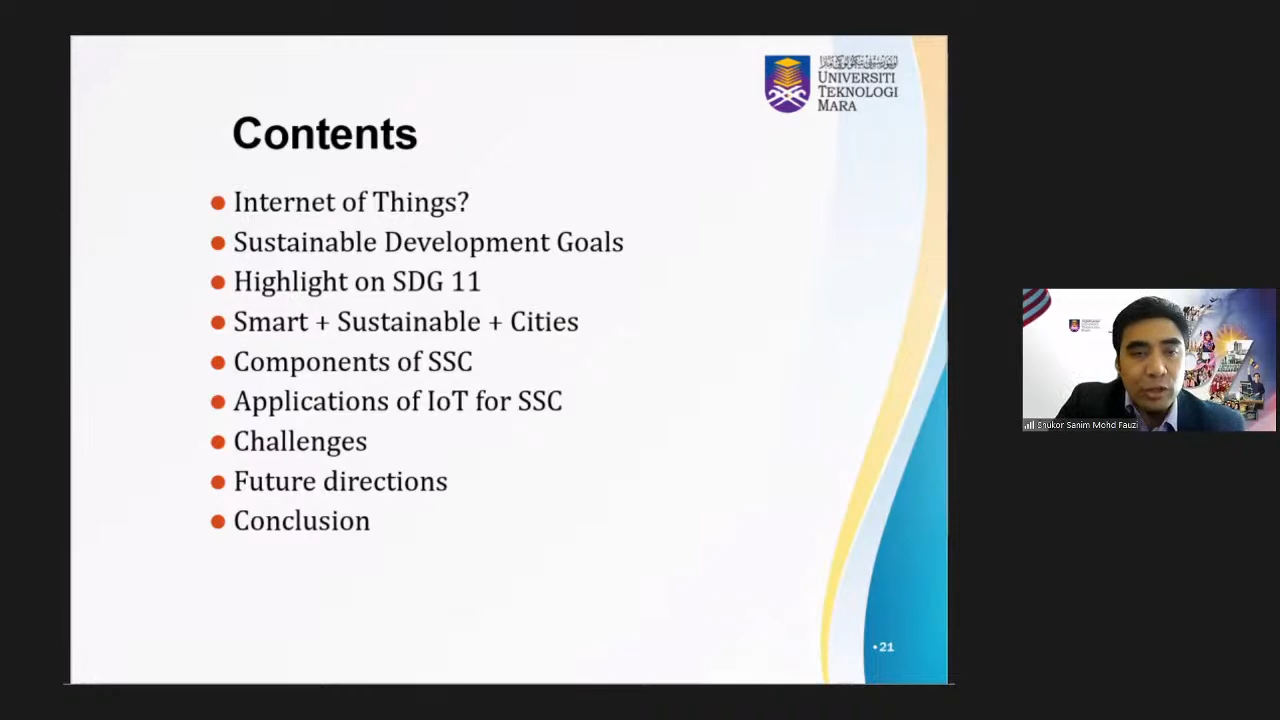 UNIVERSITI
TEKNOLOGI
MARA
Contents
Internet of Things?
Sustainable Development Goals
Highlight on SDG 11
Smart + Sustainable + Cities
Components of SSC
Applications of IoT for SSC
Challenges
Future directions
Conclusion
21
Shukor Sanim Mohd Fauzi